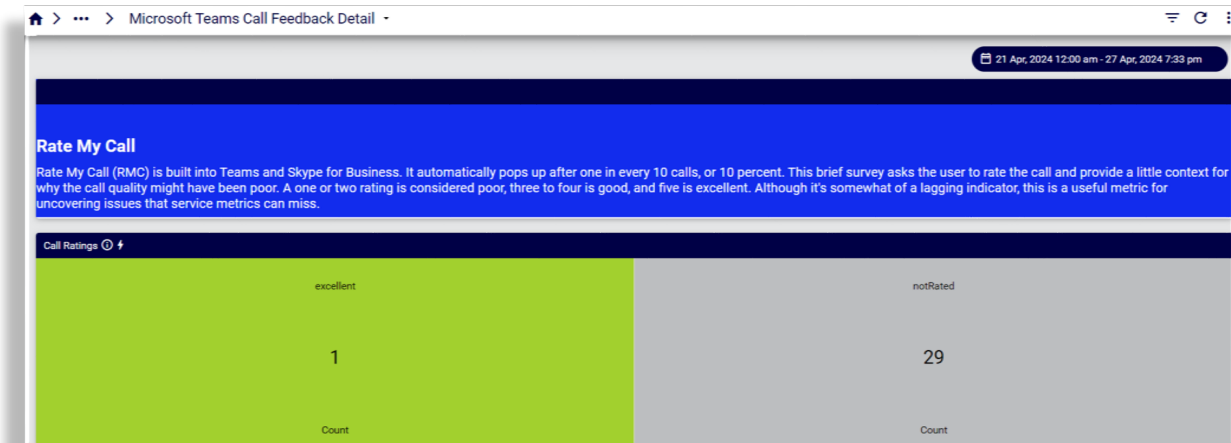 Microsoft Teams Call Feedback Detail
21 Apr, 2024 12:00 am - 27 Apr, 2024 7:33 pm
Rate My Call
Rate My Call (RMC) is built into Teams and Skype for Business. It automatically pops up after one in every 10 calls, or 10 percent. This brief survey asks the user to rate the call and provide a little context for
why the call quality might have been poor. A one or two rating is considered poor, three to four is good, and five is excellent. Although it's somewhat of a lagging indicator, this is a useful metric for
uncovering issues that service metrics can miss.
Call Ratings
excellent
notRated
1
29
Count
Count